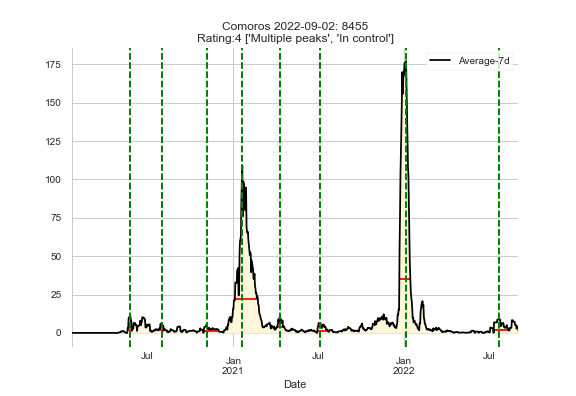 Comoros 2022-09-02: 8455
Rating:4 ['Multiple peaks', 'In control']
Average-7d
175
150
125
100
75
50
25
0
Jul
Jan
2021
Jul
Jan
2022
Jul
Date